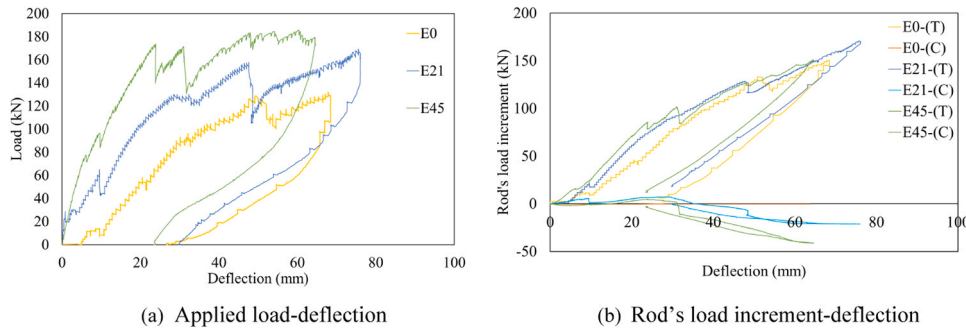 200
180
160
140
120
100
80
60
40
20
0
Load (kN)
0 20 40 60 80 100
Deflection (mm)
E0
E21
E45
(a) Applied load-deflection
200
150
100
50
0
-50
Rod's load increment (kN)
0 20 40 60 80 100
Deflection (mm)
E0-(T)
E0-(C)
E21-(T)
E21-(C)
E45-(T)
E45-(C)
(b) Rod's load increment-deflection